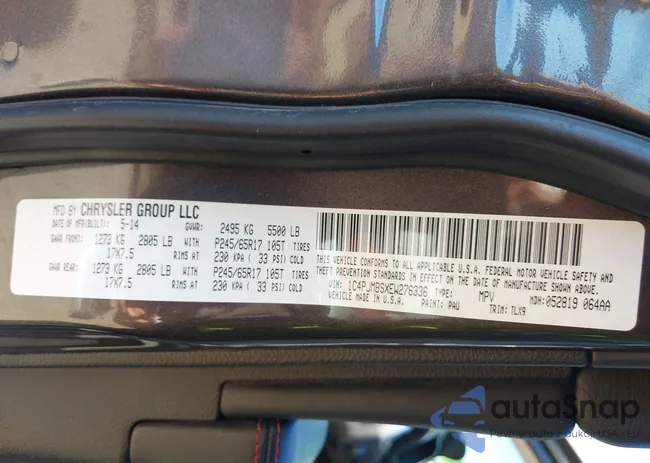 MFD BY CHRYSLER GROUP LLC
DATE OF MFR(BUILT): 5-14 GVWR: 2495 KG 5500 LB
GAWR FRONT: 1273 KG 2805 LB WITH P245/65R17 105T TIRES
17X7.5 RIMS AT 230 KPA ( 33 PSI) COLD
GAWR REAR: 1273 KG 2805 LB WITH P245/65R17 105T TIRES
17X7.5 RIMS AT 230 KPA ( 33 PSI) COLD
THIS VEHICLE CONFORMS TO ALL APPLICABLE U.S.A. FEDERAL MOTOR VEHICLE SAFETY AND
THEFT PREVENTION STANDARDS IN EFFECT ON THE DATE OF MANUFACTURE SHOWN ABOVE.
VIN: 1C4PJMBSXEW276336 TYPE: MPV MDH: 052819 064AA
VEHICLE MADE IN U.S.A. PAINT: PAU TRIM: TLX9
autoSnap